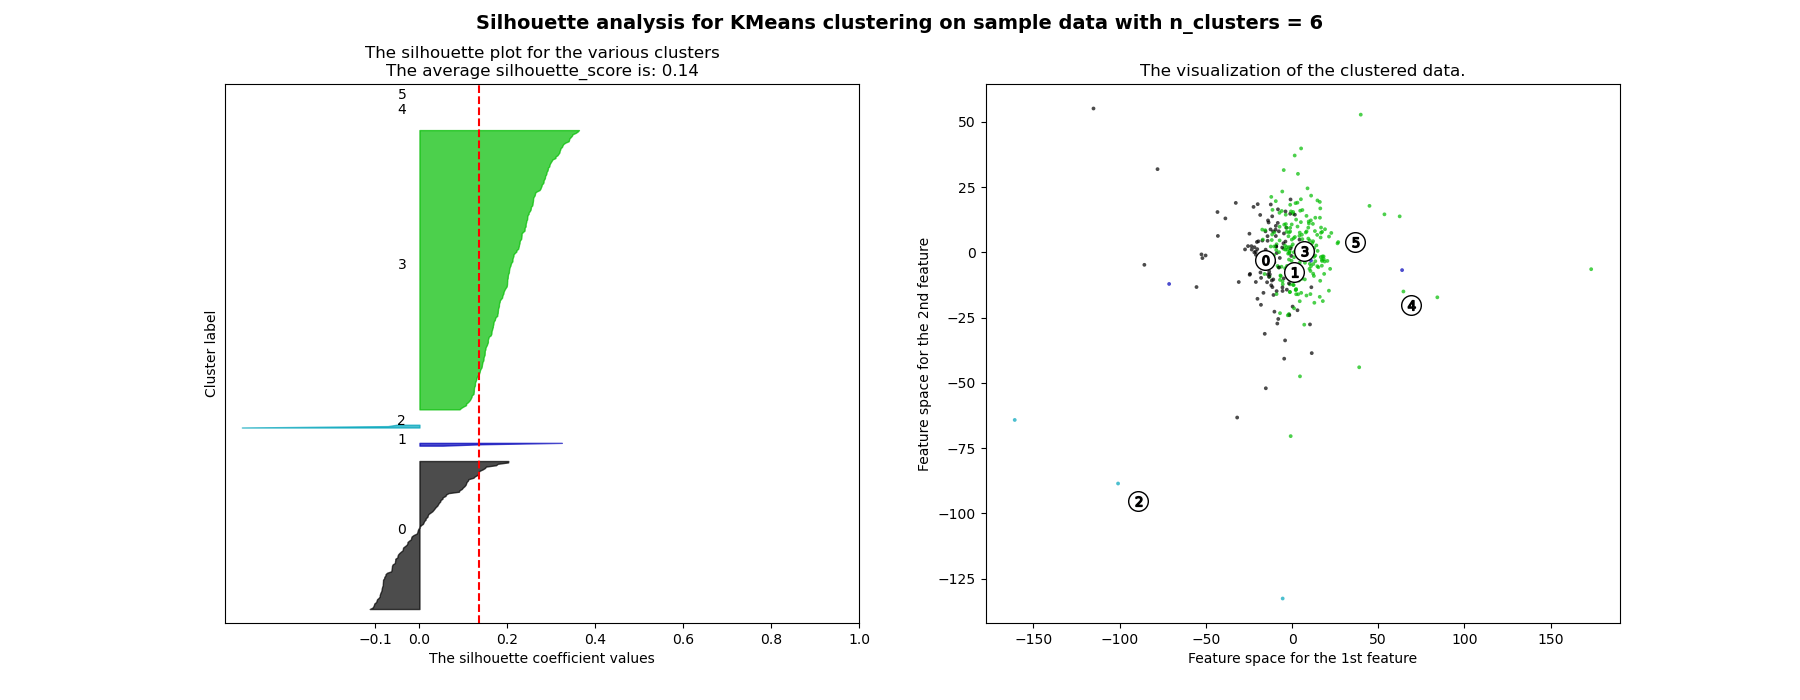 Silhouette analysis for KMeans clustering on sample data with n_clusters = 6
The silhouette plot for the various clusters
The average silhouette_score is: 0.14
5
4
3
2
1
0
Cluster label
−0.1 0.0 0.2 0.4 0.6 0.8 1.0
The silhouette coefficient values
The visualization of the clustered data.
50
25
0
−25
−50
−75
−100
−125
Feature space for the 2nd feature
5
3
0
1
4
2
−150 −100 −50 0 50 100 150
Feature space for the 1st feature